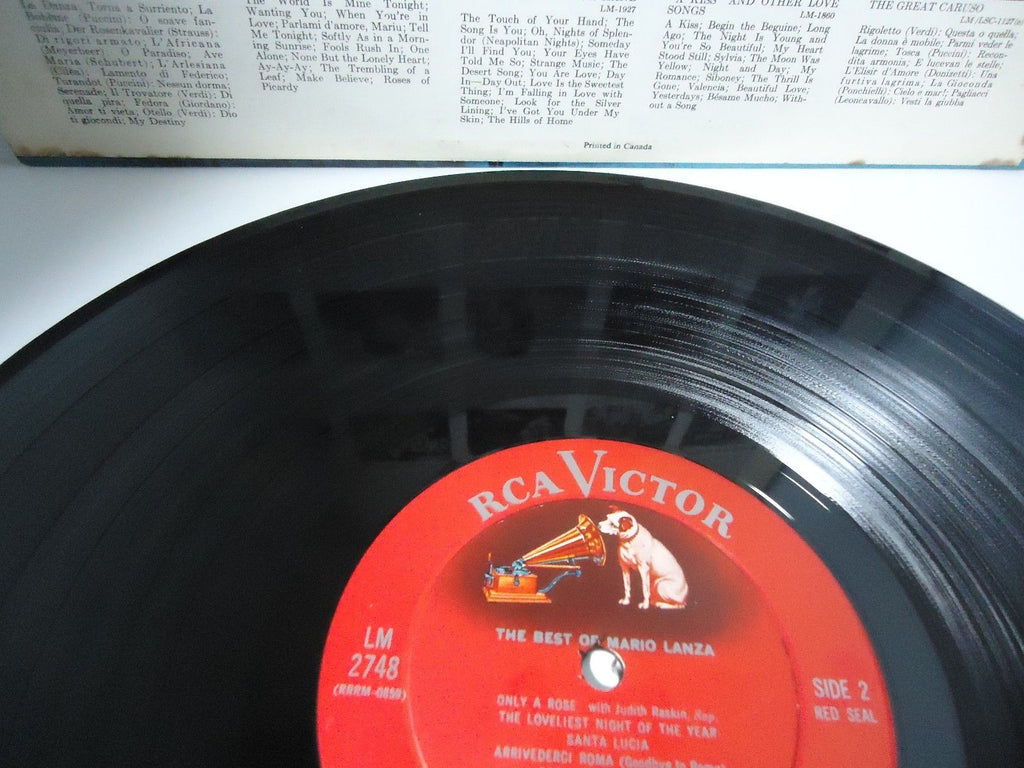 La Danza; Torna a Surriento; La
Bohème (Puccini): O soave fan-
ciulla; Der Rosenkavalier (Strauss):
Di rigori armato; L'Africana
(Meyerbeer): O Paradiso; Ave
Maria (Schubert); L'Arlesiana
(Cilèa): Lamento di Federico;
Turandot (Puccini): Nessun dorma;
Serenade; Il Trovatore (Verdi): Di
quella pira; Fedora (Giordano):
Amor ti vieta; Otello (Verdi): Dio
ti giocondi; My Destiny
The World Is Mine Tonight;
Wanting You; When You're in
Love; Parlami d'amore, Mariù; Tell
Me Tonight; Softly As in a Morn-
ing Sunrise; Fools Rush In; One
Alone; None But the Lonely Heart;
Ay-Ay-Ay; The Trembling of a
Leaf; Make Believe; Roses of
Picardy
LM-1927
The Touch of Your Hand; The
Song Is You; Oh, Nights of Splen-
dor (Neapolitan Nights); Someday
I'll Find You; Your Eyes Have
Told Me So; Strange Music; The
Desert Song; You Are Love; Day
In—Day Out; Love Is the Sweetest
Thing; I'm Falling in Love with
Someone; Look for the Silver
Lining; I've Got You Under My
Skin; The Hills of Home
A KISS AND OTHER LOVE
SONGS LM-1860
A Kiss; Begin the Beguine; Long
Ago; The Night Is Young and
You're So Beautiful; My Heart
Stood Still; Sylvia; The Moon Was
Yellow; Night and Day; My
Romance; Siboney; The Thrill Is
Gone; Valencia; Beautiful Love;
Yesterdays; Bésame Mucho; With-
out a Song
THE GREAT CARUSO
LM/LSC-1127(e)
Rigoletto (Verdi): Questa o quella;
La donna è mobile; Parmi veder le
lagrime; Tosca (Puccini): Recon-
dita armonia; E lucevan le stelle;
L'Elisir d'Amore (Donizetti): Una
furtiva lagrima; La Gioconda
(Ponchielli): Cielo e mar!; Pagliacci
(Leoncavallo): Vesti la giubba
Printed in Canada
RCA VICTOR
THE BEST OF MARIO LANZA
LM
2748
(RRRM-0859)
SIDE 2
RED SEAL
ONLY A ROSE with Judith Raskin, Sop.
THE LOVELIEST NIGHT OF THE YEAR
SANTA LUCIA
ARRIVEDERCI ROMA (Goodbye to Rome)